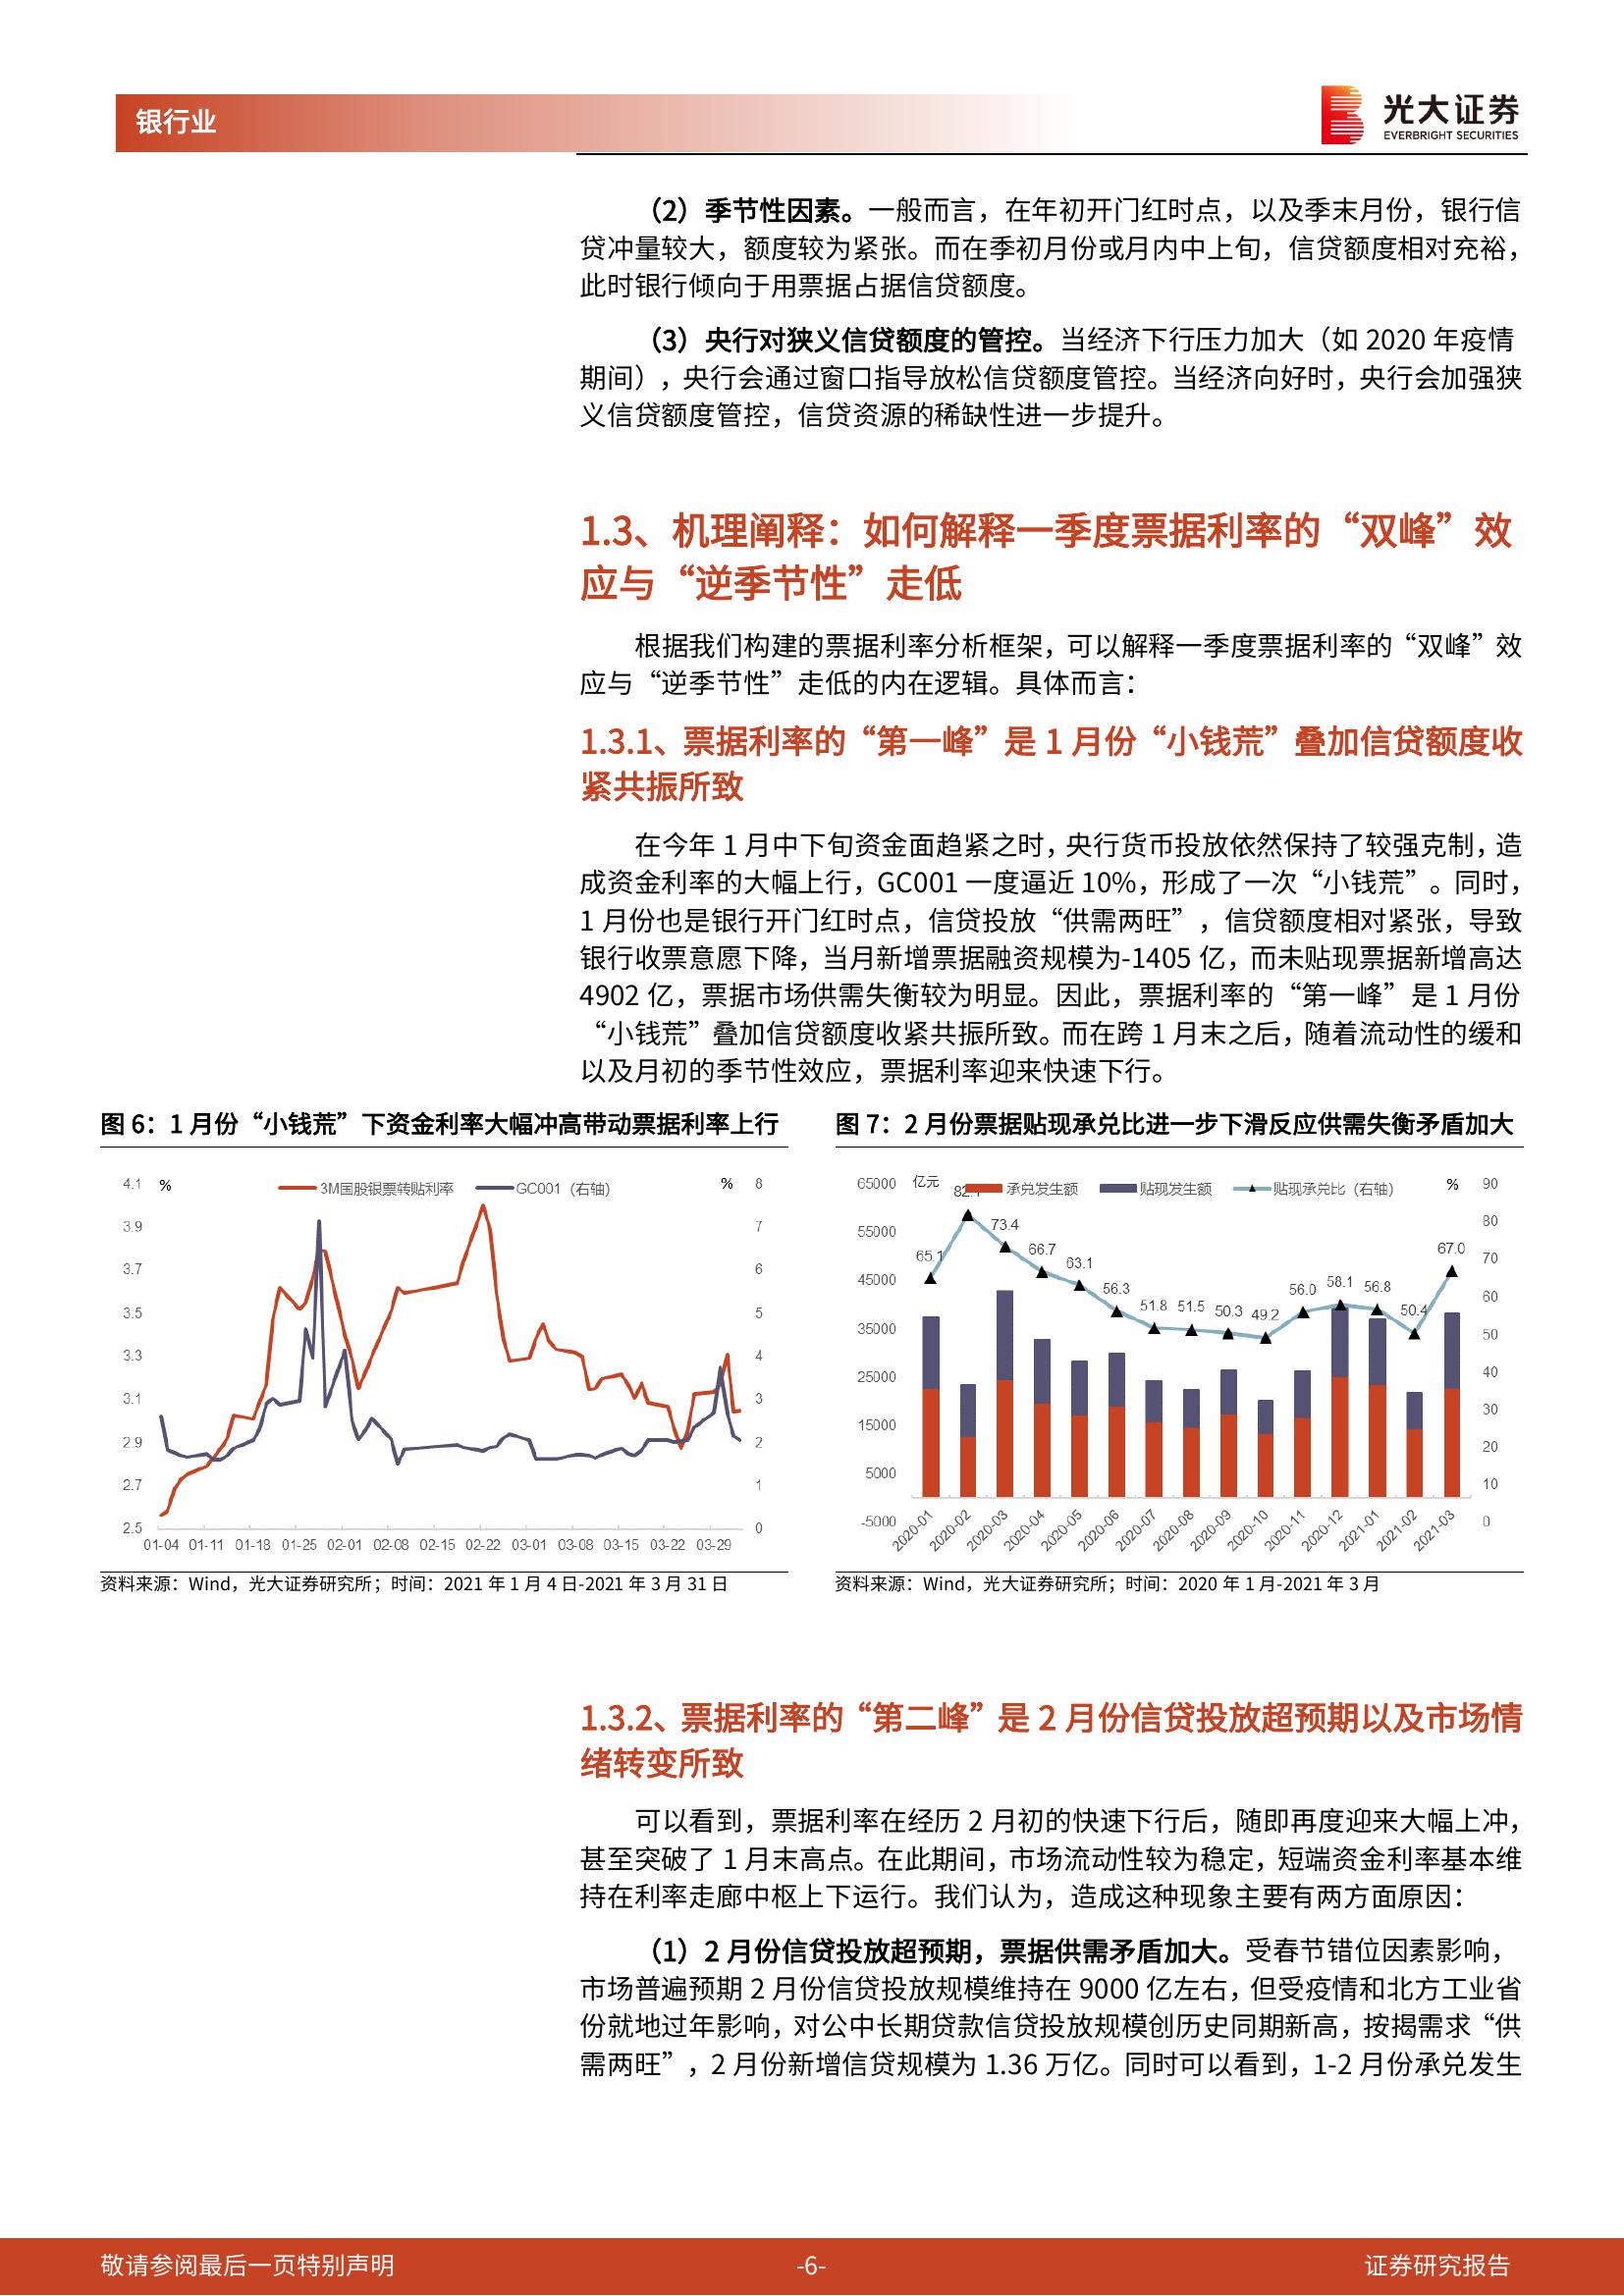 银行业
光大证券
EVERBRIGHT SECURITIES
（2）季节性因素。一般而言，在年初开门红时点，以及季末月份，银行信
贷冲量较大，额度较为紧张。而在季初月份或月内中上旬，信贷额度相对充裕，
此时银行倾向于用票据占据信贷额度。
（3）央行对狭义信贷额度的管控。当经济下行压力加大（如 2020 年疫情
期间），央行会通过窗口指导放松信贷额度管控。当经济向好时，央行会加强狭
义信贷额度管控，信贷资源的稀缺性进一步提升。
1.3、机理阐释：如何解释一季度票据利率的“双峰”效
应与“逆季节性”走低
根据我们构建的票据利率分析框架，可以解释一季度票据利率的“双峰”效
应与“逆季节性”走低的内在逻辑。具体而言：
1.3.1、票据利率的“第一峰”是 1 月份“小钱荒”叠加信贷额度收
紧共振所致
在今年 1 月中下旬资金面趋紧之时，央行货币投放依然保持了较强克制，造
成资金利率的大幅上行，GC001 一度逼近 10%，形成了一次“小钱荒”。同时，
1 月份也是银行开门红时点，信贷投放“供需两旺”，信贷额度相对紧张，导致
银行收票意愿下降，当月新增票据融资规模为-1405 亿，而未贴现票据新增高达
4902 亿，票据市场供需失衡较为明显。因此，票据利率的“第一峰”是 1 月份
“小钱荒”叠加信贷额度收紧共振所致。而在跨 1 月末之后，随着流动性的缓和
以及月初的季节性效应，票据利率迎来快速下行。
图 6：1 月份“小钱荒”下资金利率大幅冲高带动票据利率上行
4.1 % 3M国股银票转贴利率 GC001（右轴） % 8
3.9 7
3.7 6
3.5 5
3.3 4
3.1 3
2.9 2
2.7 1
2.5 0
01-04 01-11 01-18 01-25 02-01 02-08 02-15 02-22 03-01 03-08 03-15 03-22 03-29
资料来源：Wind，光大证券研究所；时间：2021 年 1 月 4 日-2021 年 3 月 31 日
图 7：2 月份票据贴现承兑比进一步下滑反应供需失衡矛盾加大
65000 亿元 承兑发生额 贴现发生额 贴现承兑比（右轴） % 90
55000 80
45000 70
35000 60
25000 50
15000 40
5000 30
-5000 20
10
0
65.1 73.4 66.7 63.1 56.3 51.8 51.5 50.3 49.2 56.0 58.1 56.8 50.4 67.0
2020-01 2020-02 2020-03 2020-04 2020-05 2020-06 2020-07 2020-08 2020-09 2020-10 2020-11 2020-12 2021-01 2021-02 2021-03
资料来源：Wind，光大证券研究所；时间：2020 年 1 月-2021 年 3 月
1.3.2、票据利率的“第二峰”是 2 月份信贷投放超预期以及市场情
绪转变所致
可以看到，票据利率在经历 2 月初的快速下行后，随即再度迎来大幅上冲，
甚至突破了 1 月末高点。在此期间，市场流动性较为稳定，短端资金利率基本维
持在利率走廊中枢上下运行。我们认为，造成这种现象主要有两方面原因：
（1）2 月份信贷投放超预期，票据供需矛盾加大。受春节错位因素影响，
市场普遍预期 2 月份信贷投放规模维持在 9000 亿左右，但受疫情和北方工业省
份就地过年影响，对公中长期贷款信贷投放规模创历史同期新高，按揭需求“供
需两旺”，2 月份新增信贷规模为 1.36 万亿。同时可以看到，1-2 月份承兑发生
敬请参阅最后一页特别声明
-6-
证券研究报告